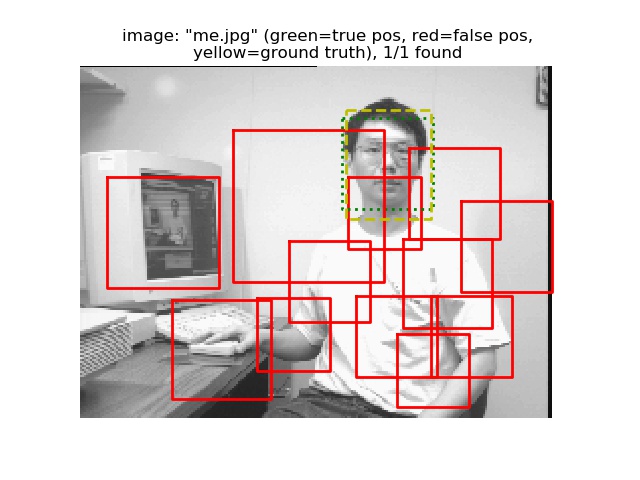 image: "me.jpg" (green=true pos, red=false pos,
yellow=ground truth), 1/1 found